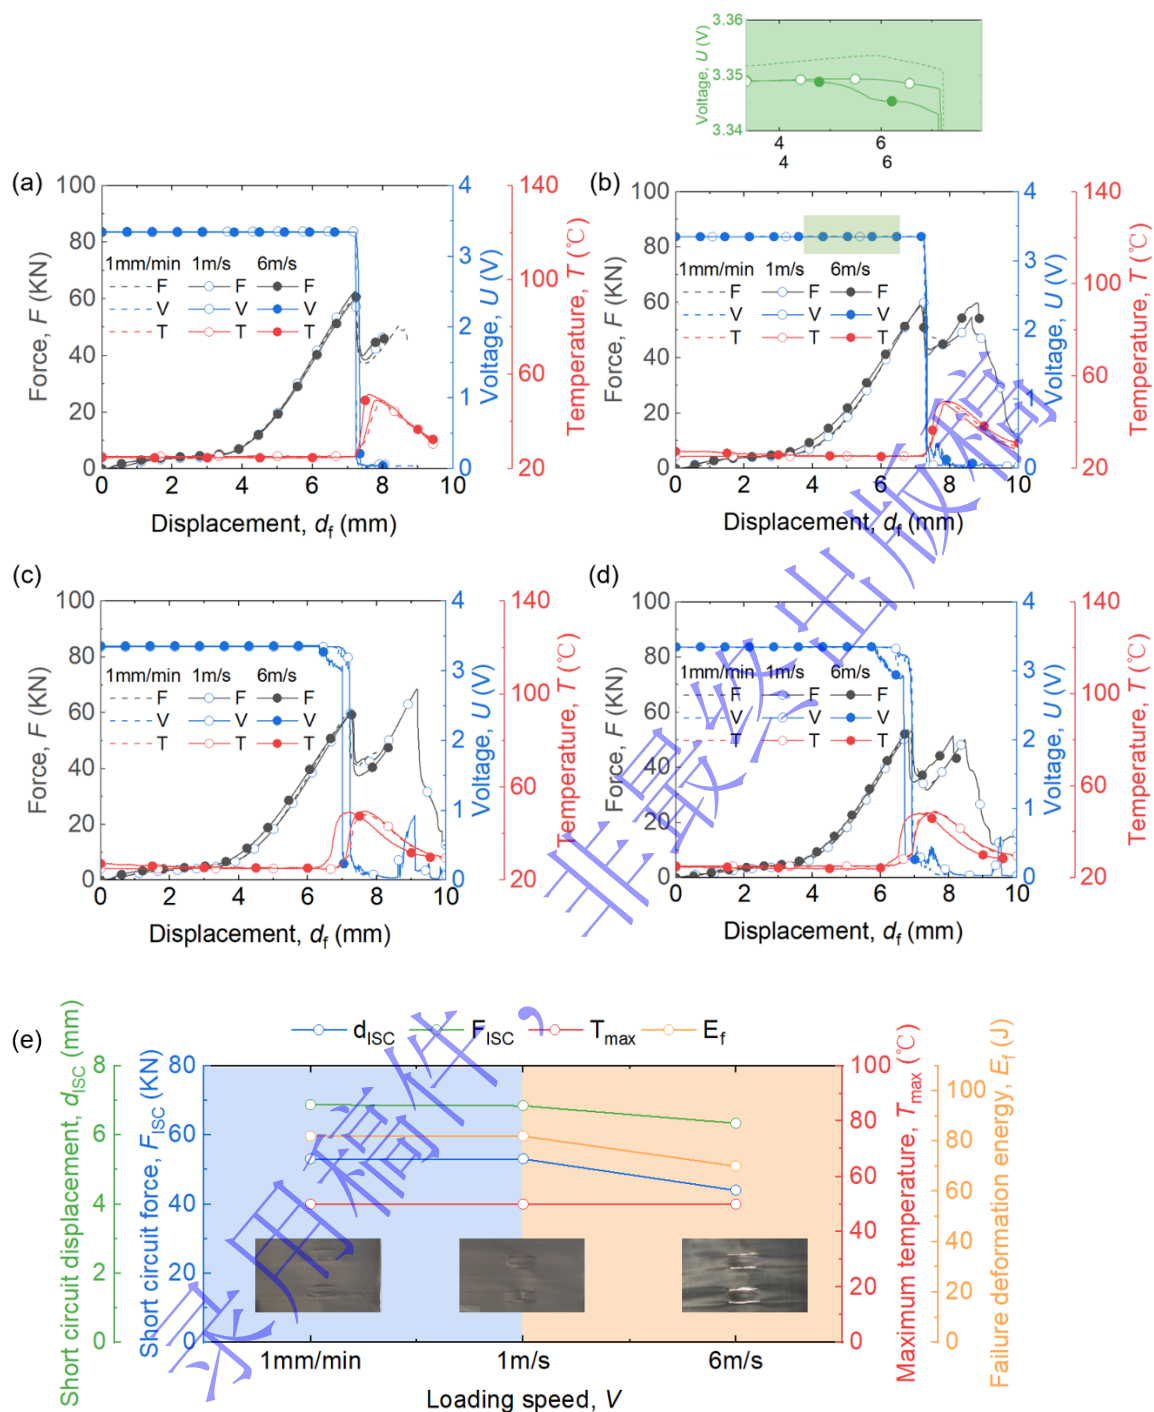 3.36
3.35
3.34
Voltage, U (V)
4 6
4 6
(a)
100
80
60
40
20
0
Force, F (KN)
1mm/min 1m/s 6m/s
F F F
V V V
T T T
4
3
2
1
0
Voltage, U (V)
140
100
60
20
Temperature, T (℃)
0 2 4 6 8 10
Displacement, df (mm)
(b)
100
80
60
40
20
0
Force, F (KN)
1mm/min 1m/s 6m/s
F F F
V V V
T T T
4
3
2
1
0
Voltage, U (V)
140
100
60
20
Temperature, T (℃)
0 2 4 6 8 10
Displacement, df (mm)
(c)
100
80
60
40
20
0
Force, F (KN)
1mm/min 1m/s 6m/s
F F F
V V V
T T T
4
3
2
1
0
Voltage, U (V)
140
100
60
20
Temperature, T (℃)
0 2 4 6 8 10
Displacement, df (mm)
(d)
100
80
60
40
20
0
Force, F (KN)
1mm/min 1m/s 6m/s
F F F
V V V
T T T
4
3
2
1
0
Voltage, U (V)
140
100
60
20
Temperature, T (℃)
0 2 4 6 8 10
Displacement, df (mm)
(e)
dISC FISC Tmax Ef
8
6
4
2
0
Short circuit displacement, dISC (mm)
80
60
40
20
0
Short circuit force, FISC (KN)
100
80
60
40
20
0
Maximum temperature, Tmax (℃)
100
80
60
40
20
0
Failure deformation energy, Ef (J)
1mm/min 1m/s 6m/s
Loading speed, V
录用稿件，非最终出版稿